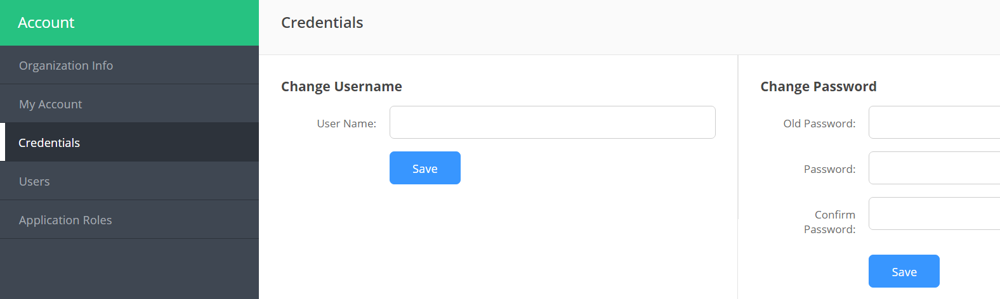 Account
Organization Info
My Account
Credentials
Users
Application Roles
Credentials
Change Username
User Name:
Save
Change Password
Old Password:
Password:
Confirm
Password:
Save